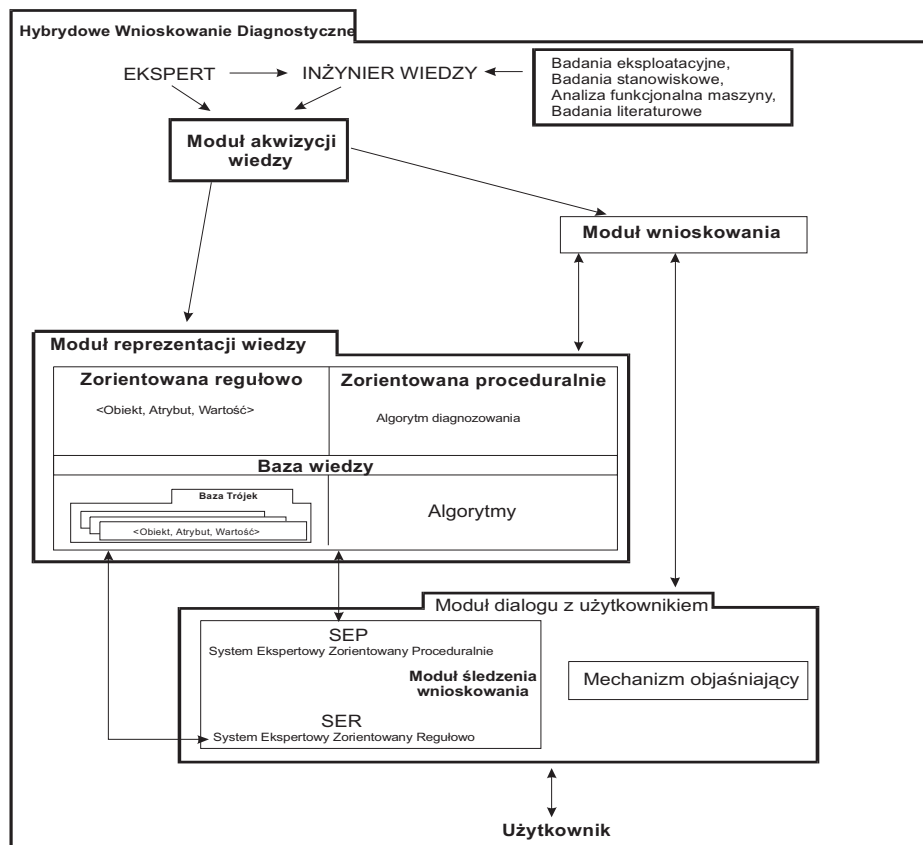 Hybrydowe Wnioskowanie Diagnostyczne
EKSPERT
INŻYNIER WIEDZY
Badania eksploatacyjne,
Badania stanowiskowe,
Analiza funkcjonalna maszyny,
Badania literaturowe
Moduł akwizycji
wiedzy
Moduł wnioskowania
Moduł reprezentacji wiedzy
Zorientowana regułowo
Zorientowana proceduralnie
<Obiekt, Atrybut, Wartość>
Algorytm diagnozowania
Baza wiedzy
Baza Trójek
<Obiekt, Atrybut, Wartość>
Algorytmy
Moduł dialogu z użytkownikiem
SEP
System Ekspertowy Zorientowany Proceduralnie
Moduł śledzenia
wnioskowania
Mechanizm objaśniający
SER
System Ekspertowy Zorientowany Regułowo
Użytkownik